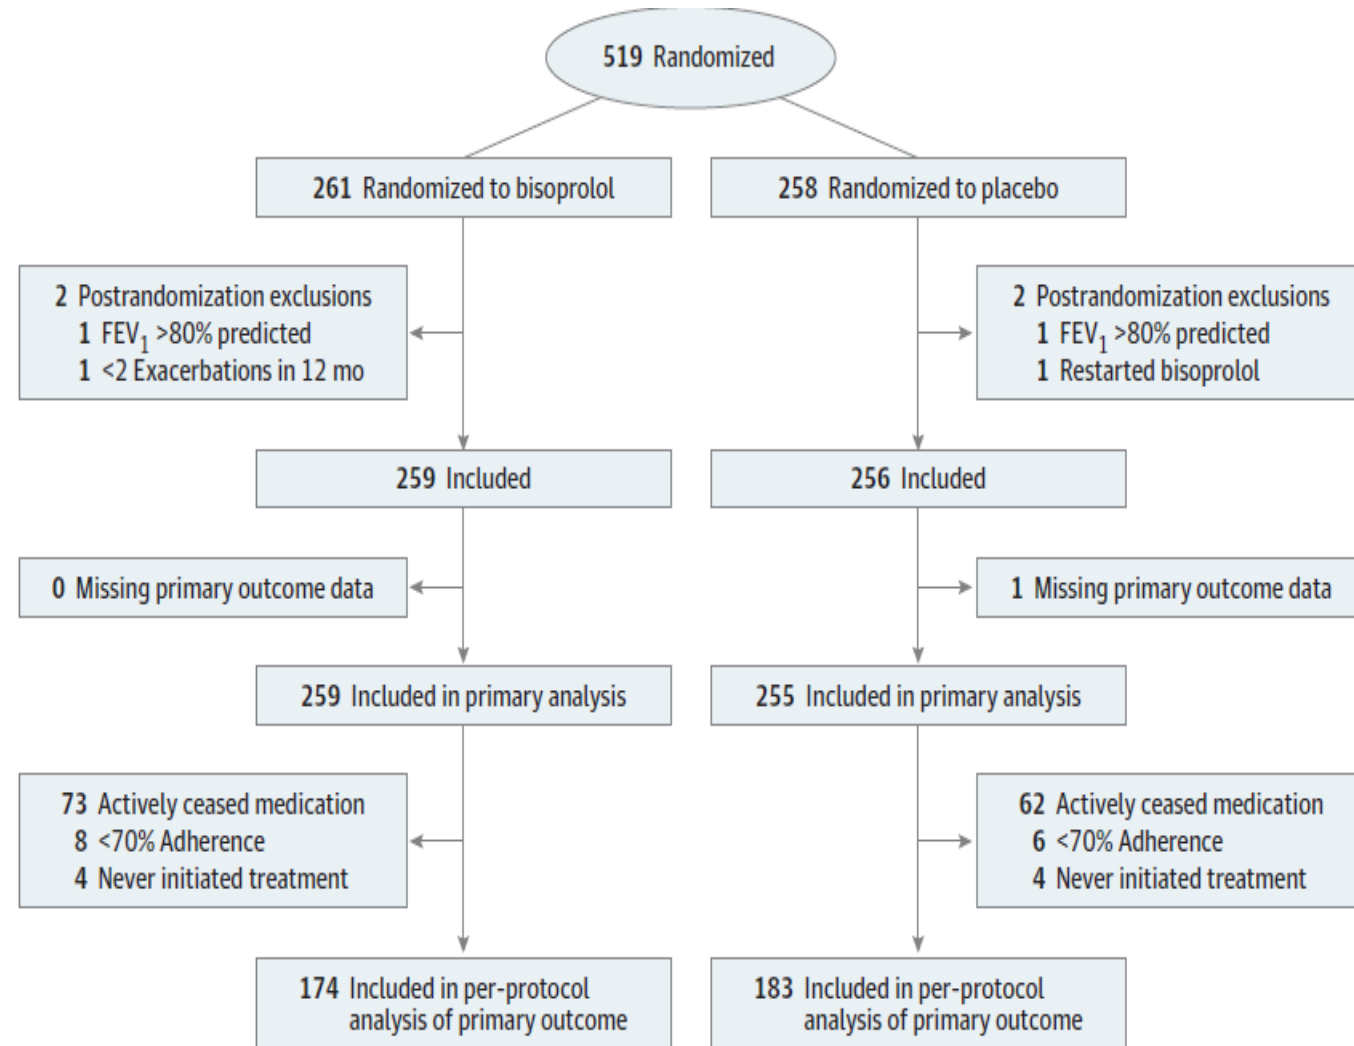 519 Randomized
261 Randomized to bisoprolol
258 Randomized to placebo
2 Postrandomization exclusions
1 FEV1 >80% predicted
1 <2 Exacerbations in 12 mo
2 Postrandomization exclusions
1 FEV1 >80% predicted
1 Restarted bisoprolol
259 Included
256 Included
0 Missing primary outcome data
1 Missing primary outcome data
259 Included in primary analysis
255 Included in primary analysis
73 Actively ceased medication
8 <70% Adherence
4 Never initiated treatment
62 Actively ceased medication
6 <70% Adherence
4 Never initiated treatment
174 Included in per-protocol
analysis of primary outcome
183 Included in per-protocol
analysis of primary outcome